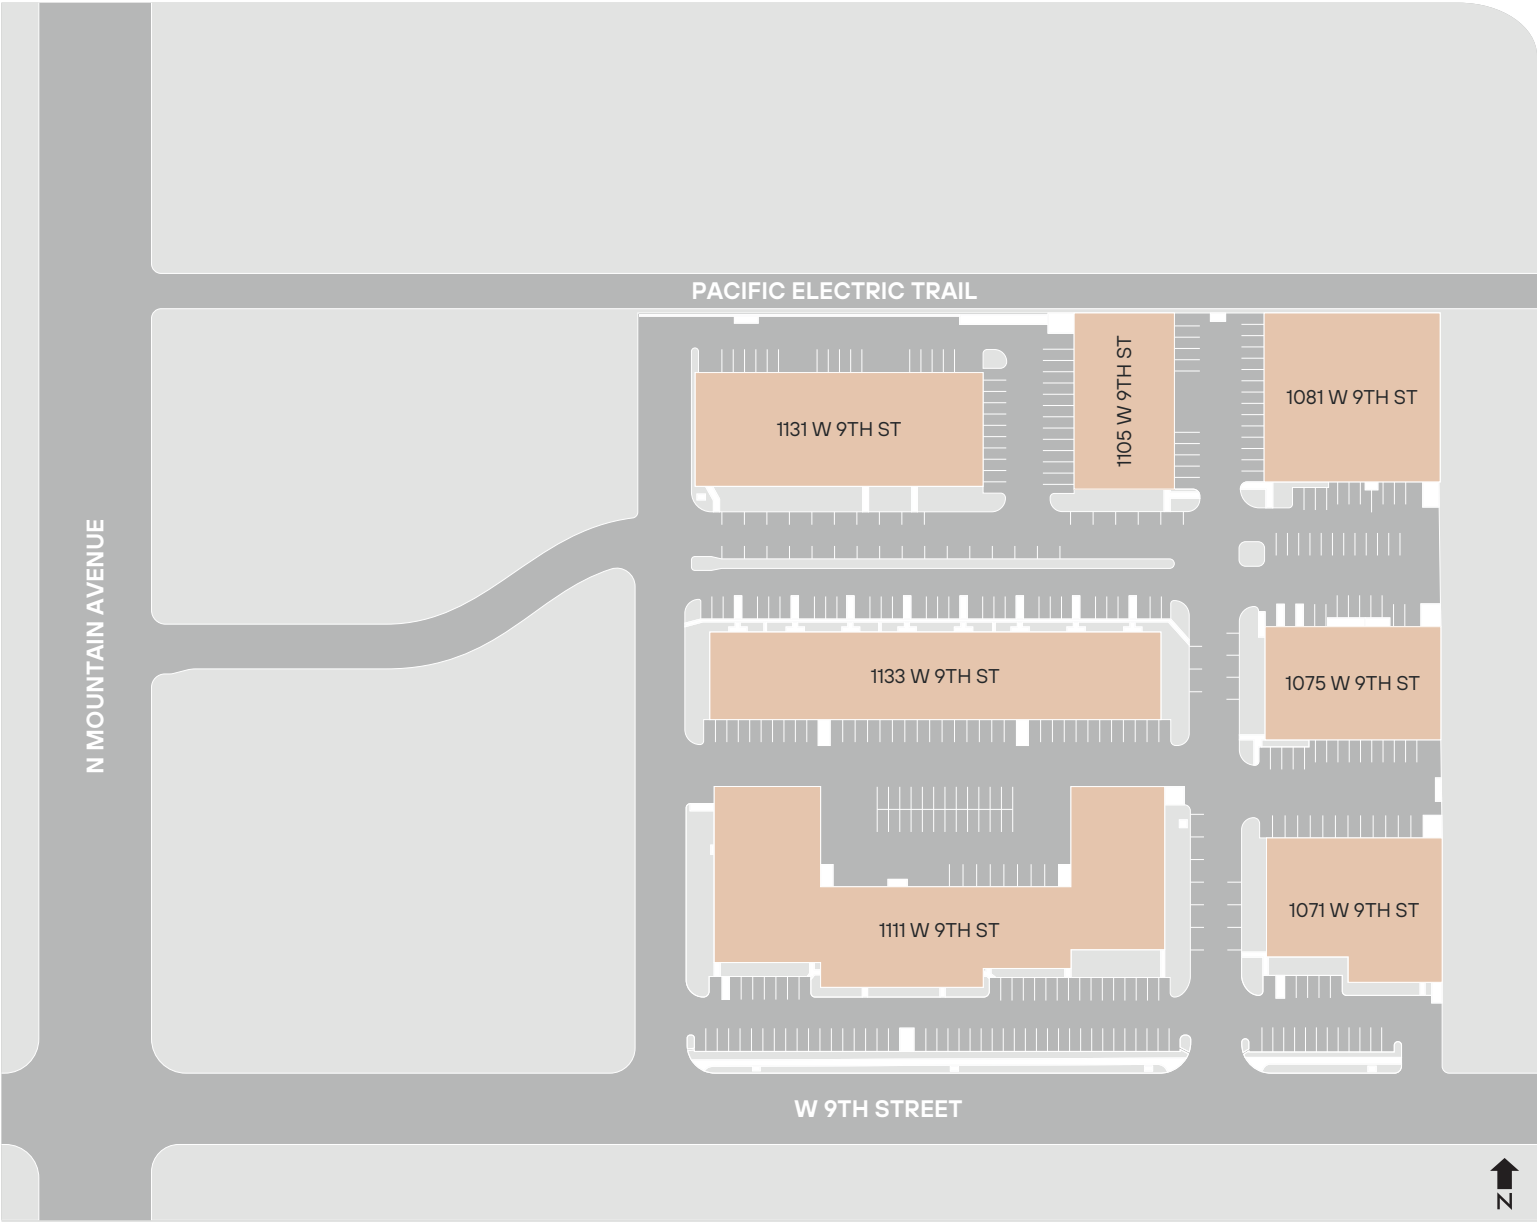 PACIFIC ELECTRIC TRAIL
1131 W 9TH ST
1105 W 9TH ST
1081 W 9TH ST
N MOUNTAIN AVENUE
1133 W 9TH ST
1075 W 9TH ST
1111 W 9TH ST
1071 W 9TH ST
W 9TH STREET
N